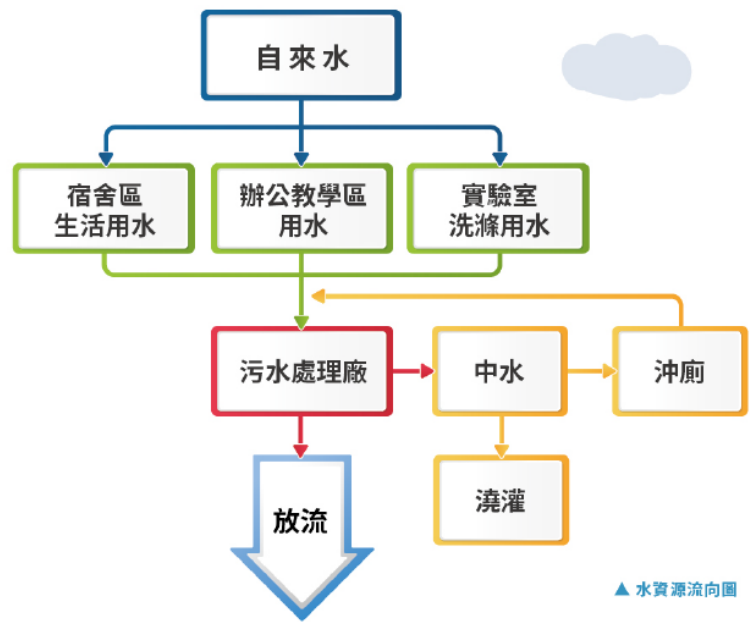 自來水
宿舍區
生活用水
辦公教學區
用水
實驗室
洗滌用水
污水處理廠
中水
沖廁
放流
澆灌
▲ 水資源流向圖